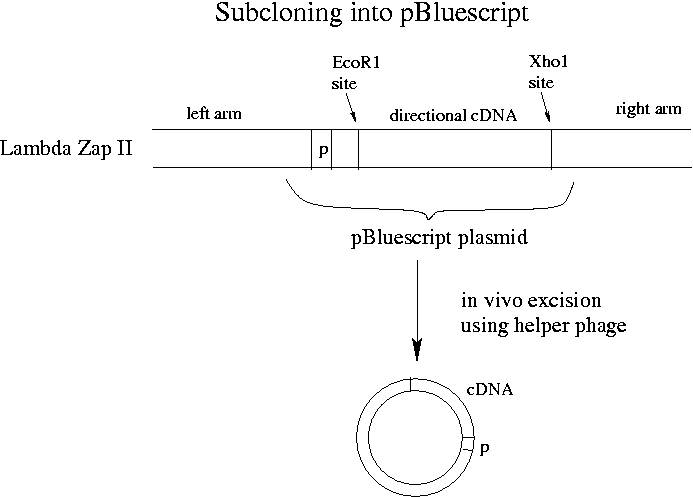 Subcloning into pBluescript
EcoR1
site
Xho1
site
left arm
directional cDNA
right arm
Lambda Zap II
P
pBluescript plasmid
in vivo excision
using helper phage
cDNA
P